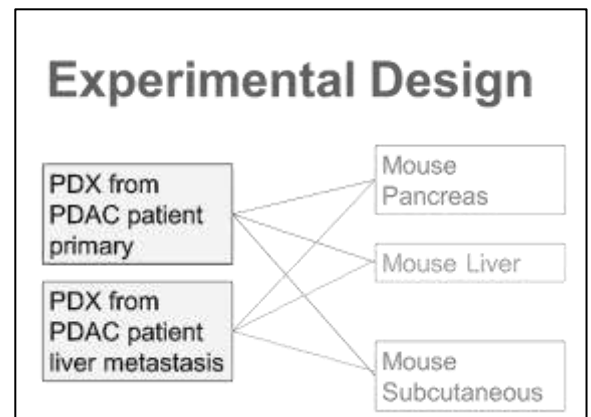 Experimental Design
PDX from
PDAC patient
primary
PDX from
PDAC patient
liver metastasis
Mouse
Pancreas
Mouse Liver
Mouse
Subcutaneous